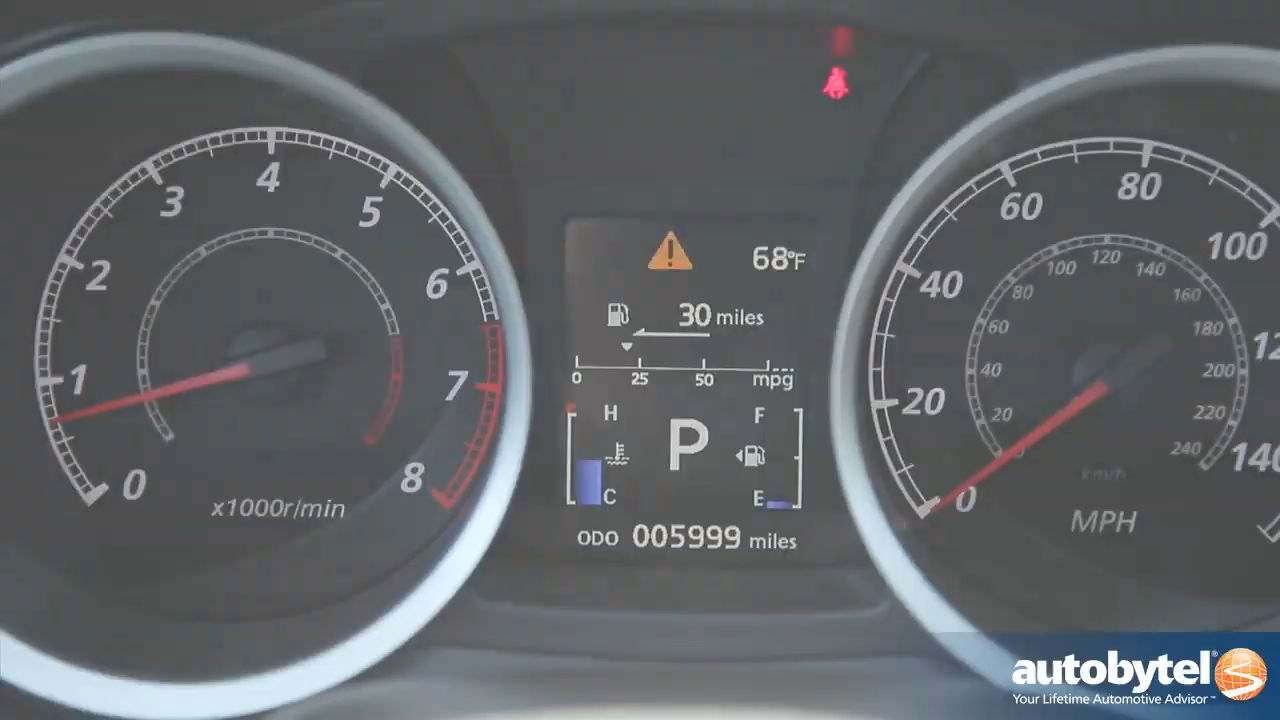 0 1 2 3 4 5 6 7 8
x1000r/min
68°F
30 miles
0 25 50 mpg
H F
P
C E
ODO 005999 miles
0 20 40 60 80 100 140
20 40 60 80 100 120 140 160 180 200 220 240
km/h
MPH
autobytel®
Your Lifetime Automotive Advisor™